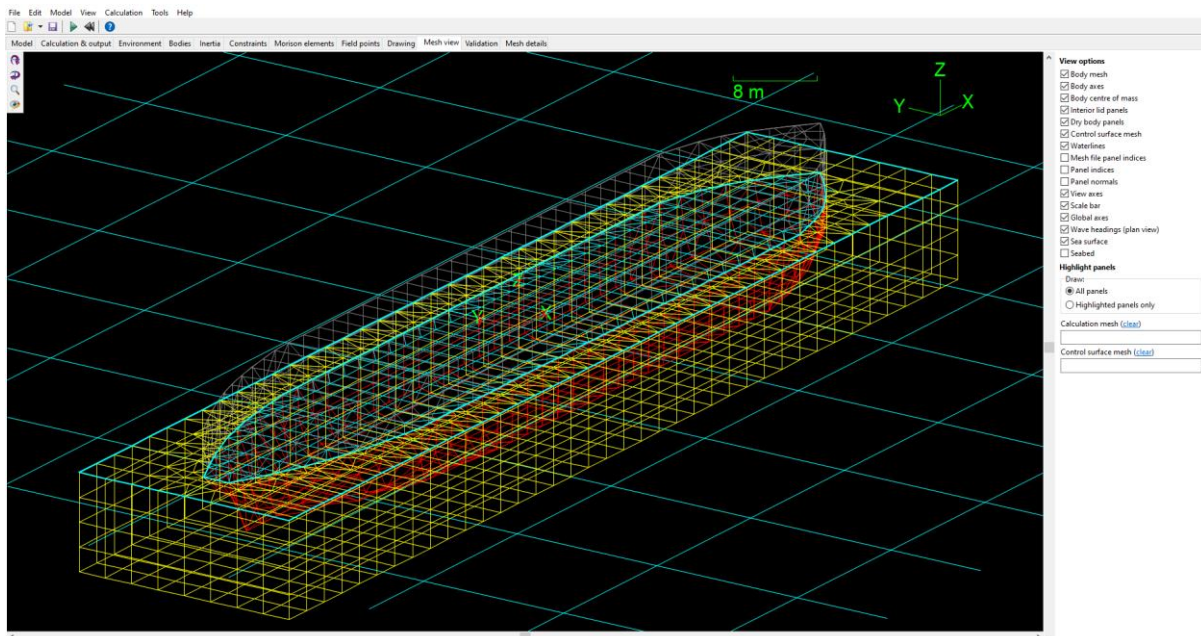 File Edit Model View Calculation Tools Help
Model Calculation & output Environment Bodies Inertia Constraints Morison elements Field points Drawing Mesh view Validation Mesh details
8 m
Z
Y
X
Y
X
View options
Body mesh
Body axes
Body centre of mass
Interior lid panels
Dry body panels
Control surface mesh
Waterlines
Mesh file panel indices
Panel indices
Panel normals
View axes
Scale bar
Global axes
Wave headings (plan view)
Sea surface
Seabed
Highlight panels
Draw:
All panels
Highlighted panels only
Calculation mesh (clear)
Control surface mesh (clear)